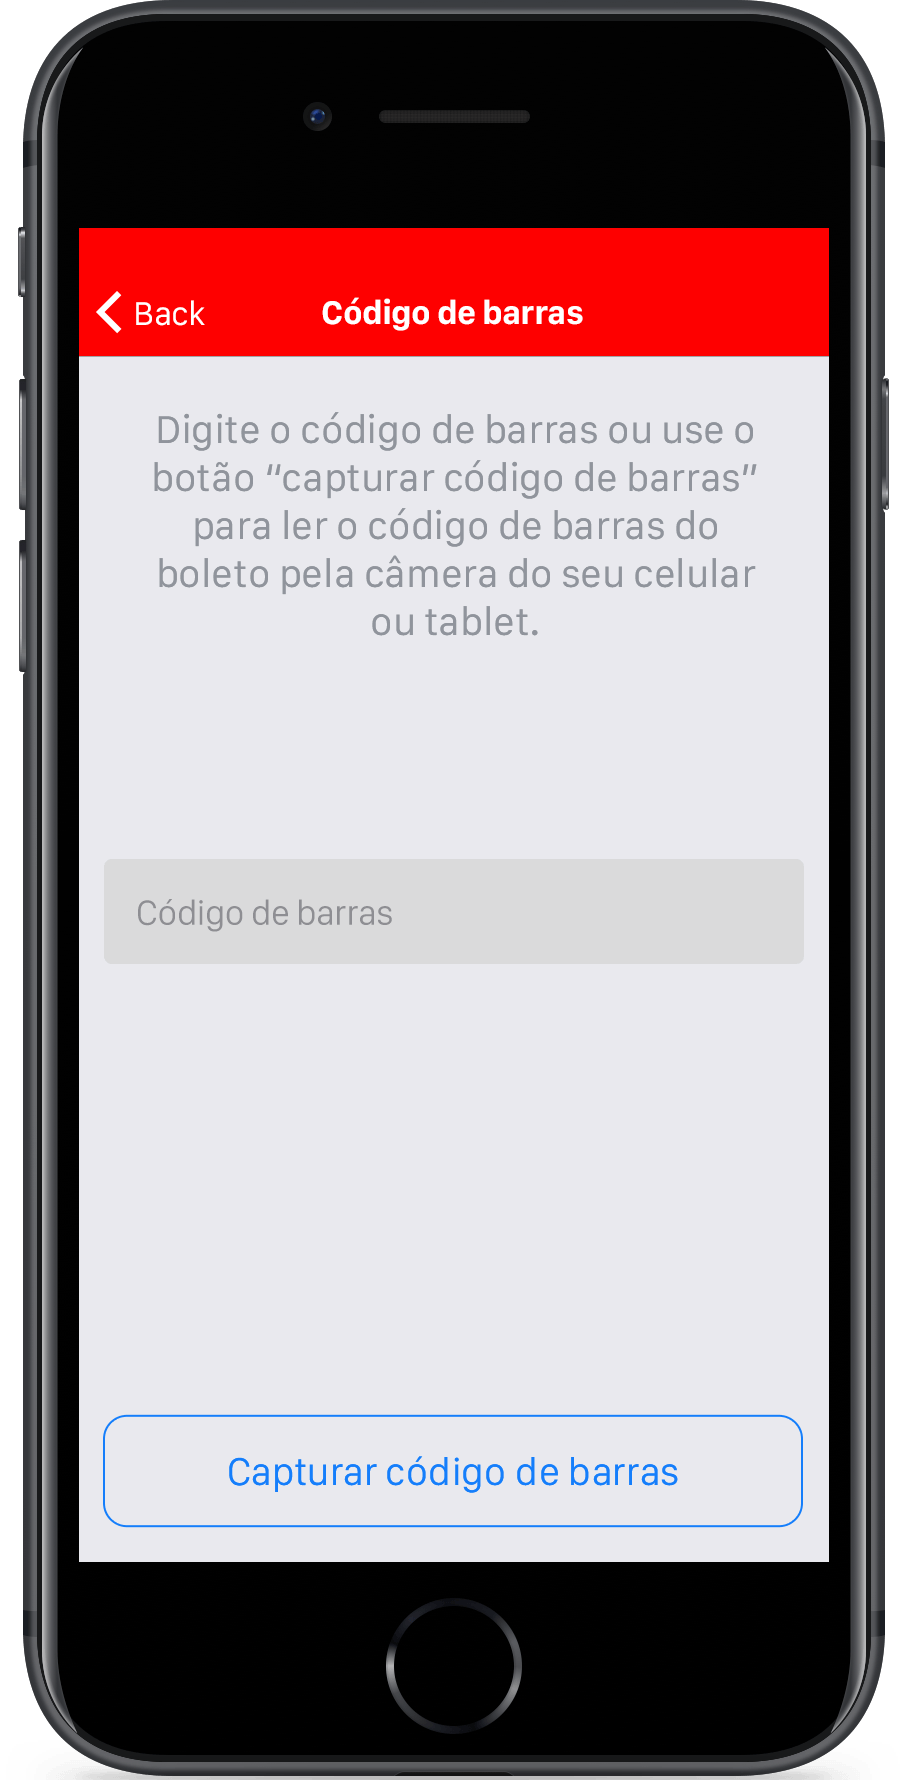 Back
Código de barras
Digite o código de barras ou use o
botão “capturar código de barras”
para ler o código de barras do
boleto pela câmera do seu celular
ou tablet.
Código de barras
Capturar código de barras